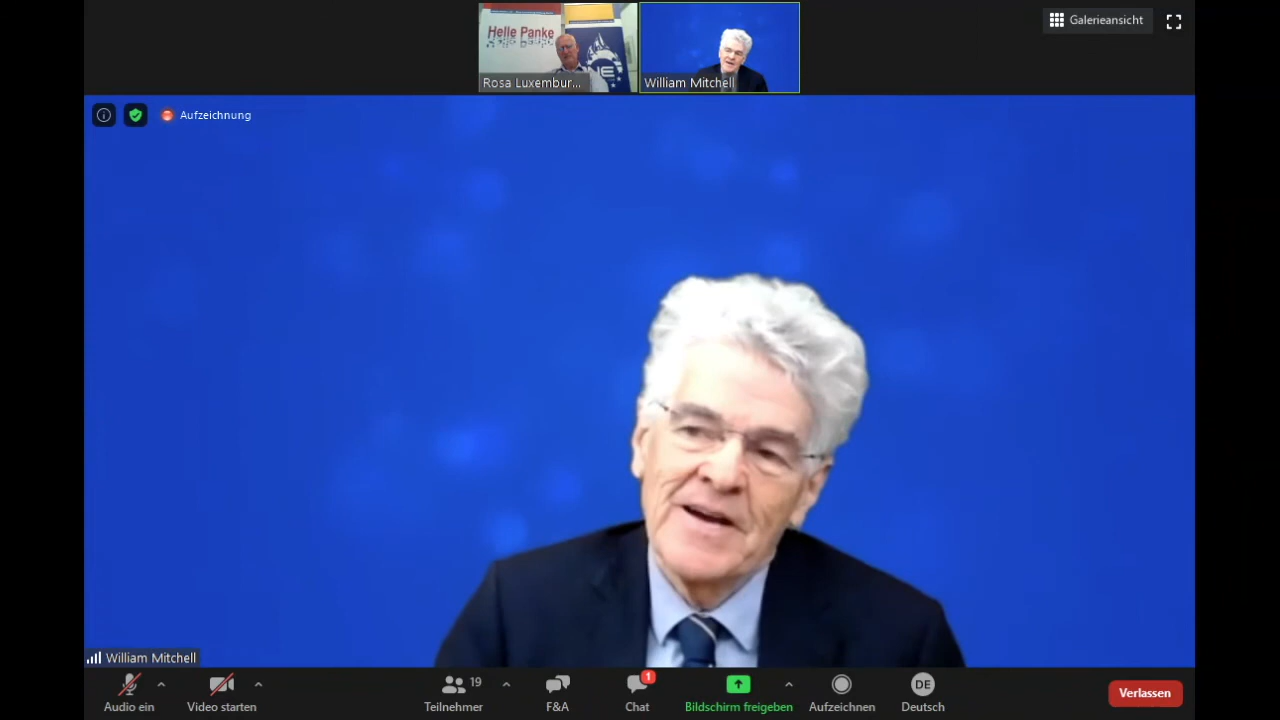 Helle Panke
NE
Rosa Luxembur...
William Mitchell
Galerieansicht
Aufzeichnung
William Mitchell
Audio ein
Video starten
19
Teilnehmer
F&A
1
Chat
Bildschirm freigeben
Aufzeichnen
DE
Deutsch
Verlassen